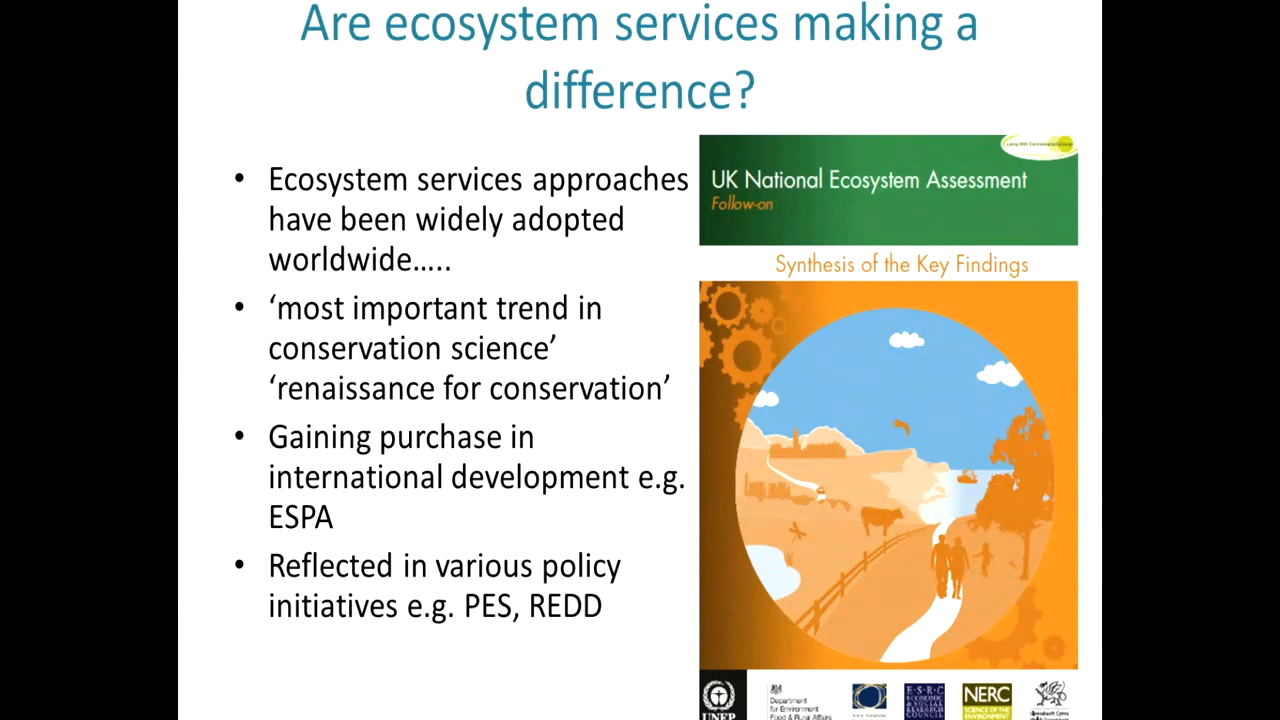 Are ecosystem services making a
difference?
• Ecosystem services approaches
have been widely adopted
worldwide…..
• ‘most important trend in
conservation science’
‘renaissance for conservation’
• Gaining purchase in
international development e.g.
ESPA
• Reflected in various policy
initiatives e.g. PES, REDD
UK National Ecosystem Assessment
Follow-on
Synthesis of the Key Findings
UNEP
Department
for Environment
Food & Rural Affairs
E·S·R·C
ECONOMIC
& SOCIAL
RESEARCH
COUNCIL
NERC
SCIENCE OF THE
ENVIRONMENT